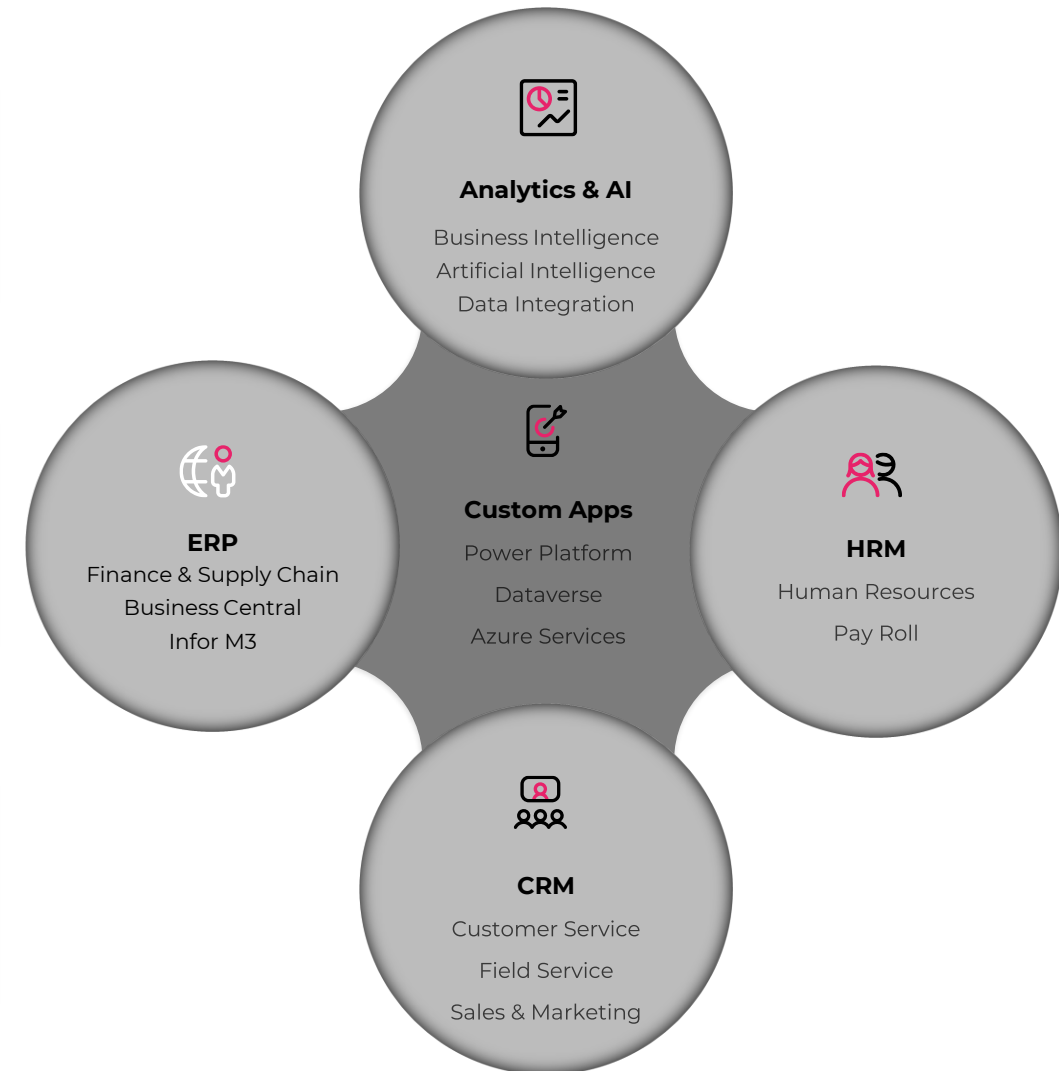 Analytics & AI
Business Intelligence
Artificial Intelligence
Data Integration
ERP
Finance & Supply Chain
Business Central
Infor M3
Custom Apps
Power Platform
Dataverse
Azure Services
HRM
Human Resources
Pay Roll
CRM
Customer Service
Field Service
Sales & Marketing